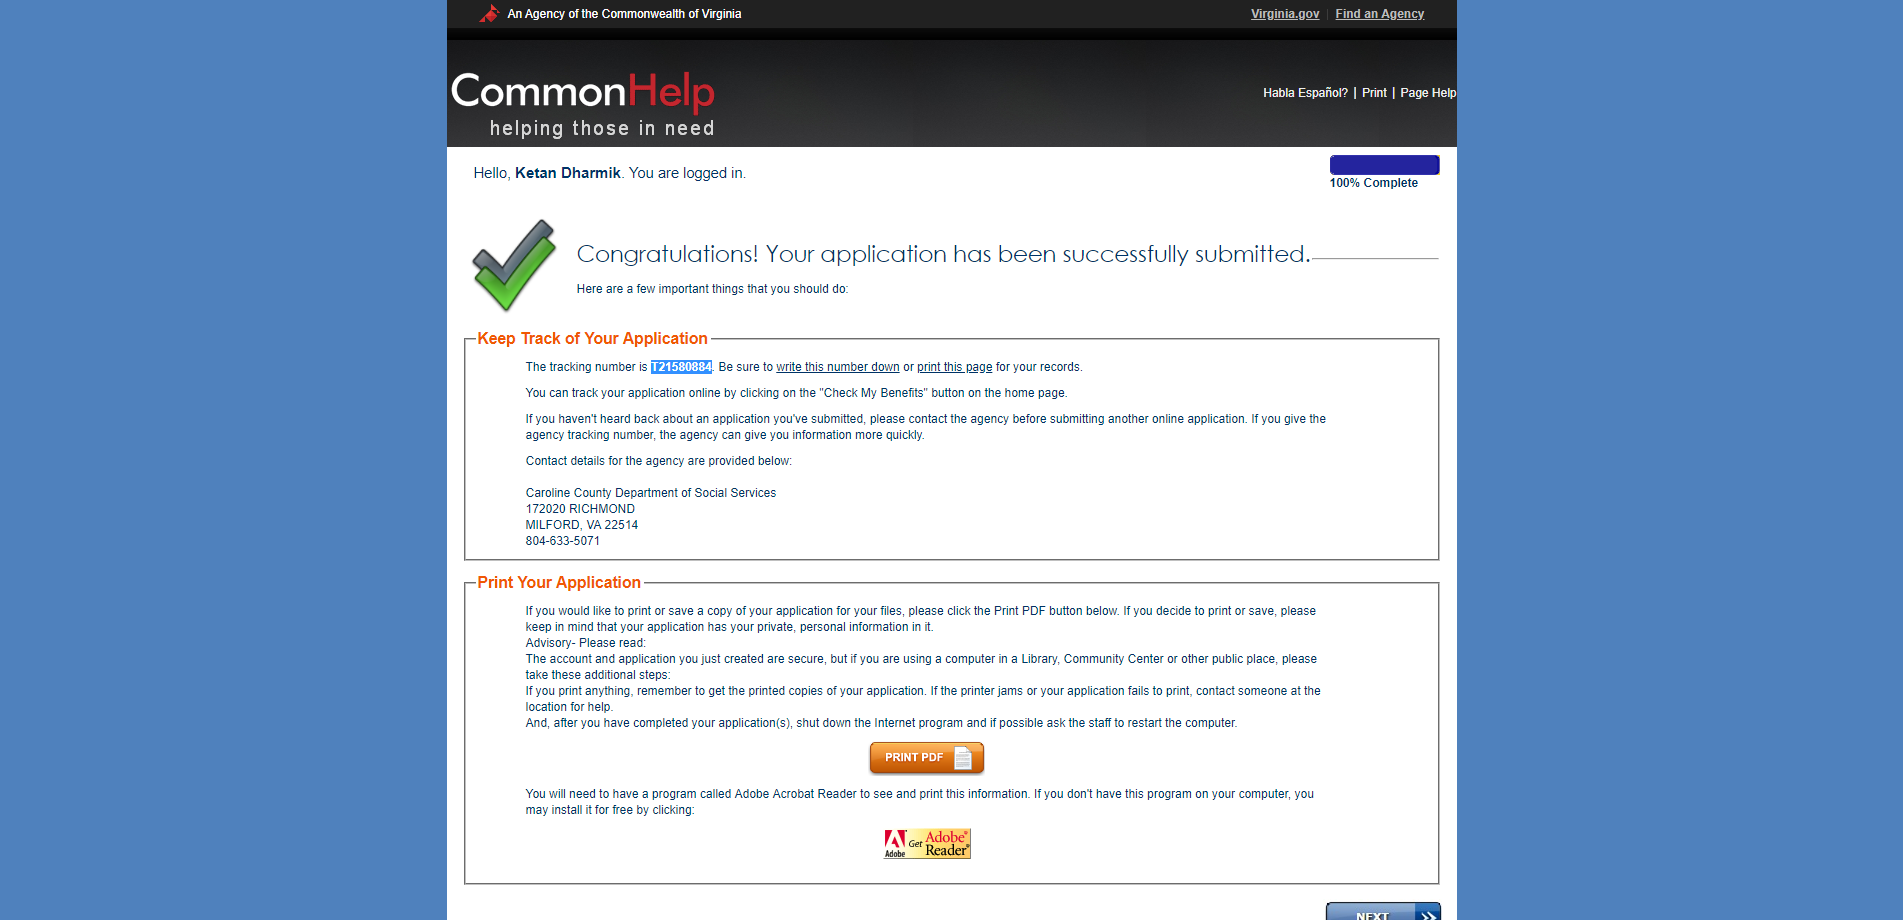 An Agency of the Commonwealth of Virginia
Virginia.gov | Find an Agency
CommonHelp
helping those in need
Habla Español? | Print | Page Help
Hello, Ketan Dharmik. You are logged in.
100% Complete
Congratulations! Your application has been successfully submitted.
Here are a few important things that you should do:
Keep Track of Your Application
The tracking number is T21580884. Be sure to write this number down or print this page for your records.
You can track your application online by clicking on the "Check My Benefits" button on the home page.
If you haven't heard back about an application you've submitted, please contact the agency before submitting another online application. If you give the
agency tracking number, the agency can give you information more quickly.
Contact details for the agency are provided below:
Caroline County Department of Social Services
172020 RICHMOND
MILFORD, VA 22514
804-633-5071
Print Your Application
If you would like to print or save a copy of your application for your files, please click the Print PDF button below. If you decide to print or save, please
keep in mind that your application has your private, personal information in it.
Advisory- Please read:
The account and application you just created are secure, but if you are using a computer in a Library, Community Center or other public place, please
take these additional steps:
If you print anything, remember to get the printed copies of your application. If the printer jams or your application fails to print, contact someone at the
location for help.
And, after you have completed your application(s), shut down the Internet program and if possible ask the staff to restart the computer.
PRINT PDF
You will need to have a program called Adobe Acrobat Reader to see and print this information. If you don't have this program on your computer, you
may install it for free by clicking:
Adobe Get Adobe® Reader®
NEXT